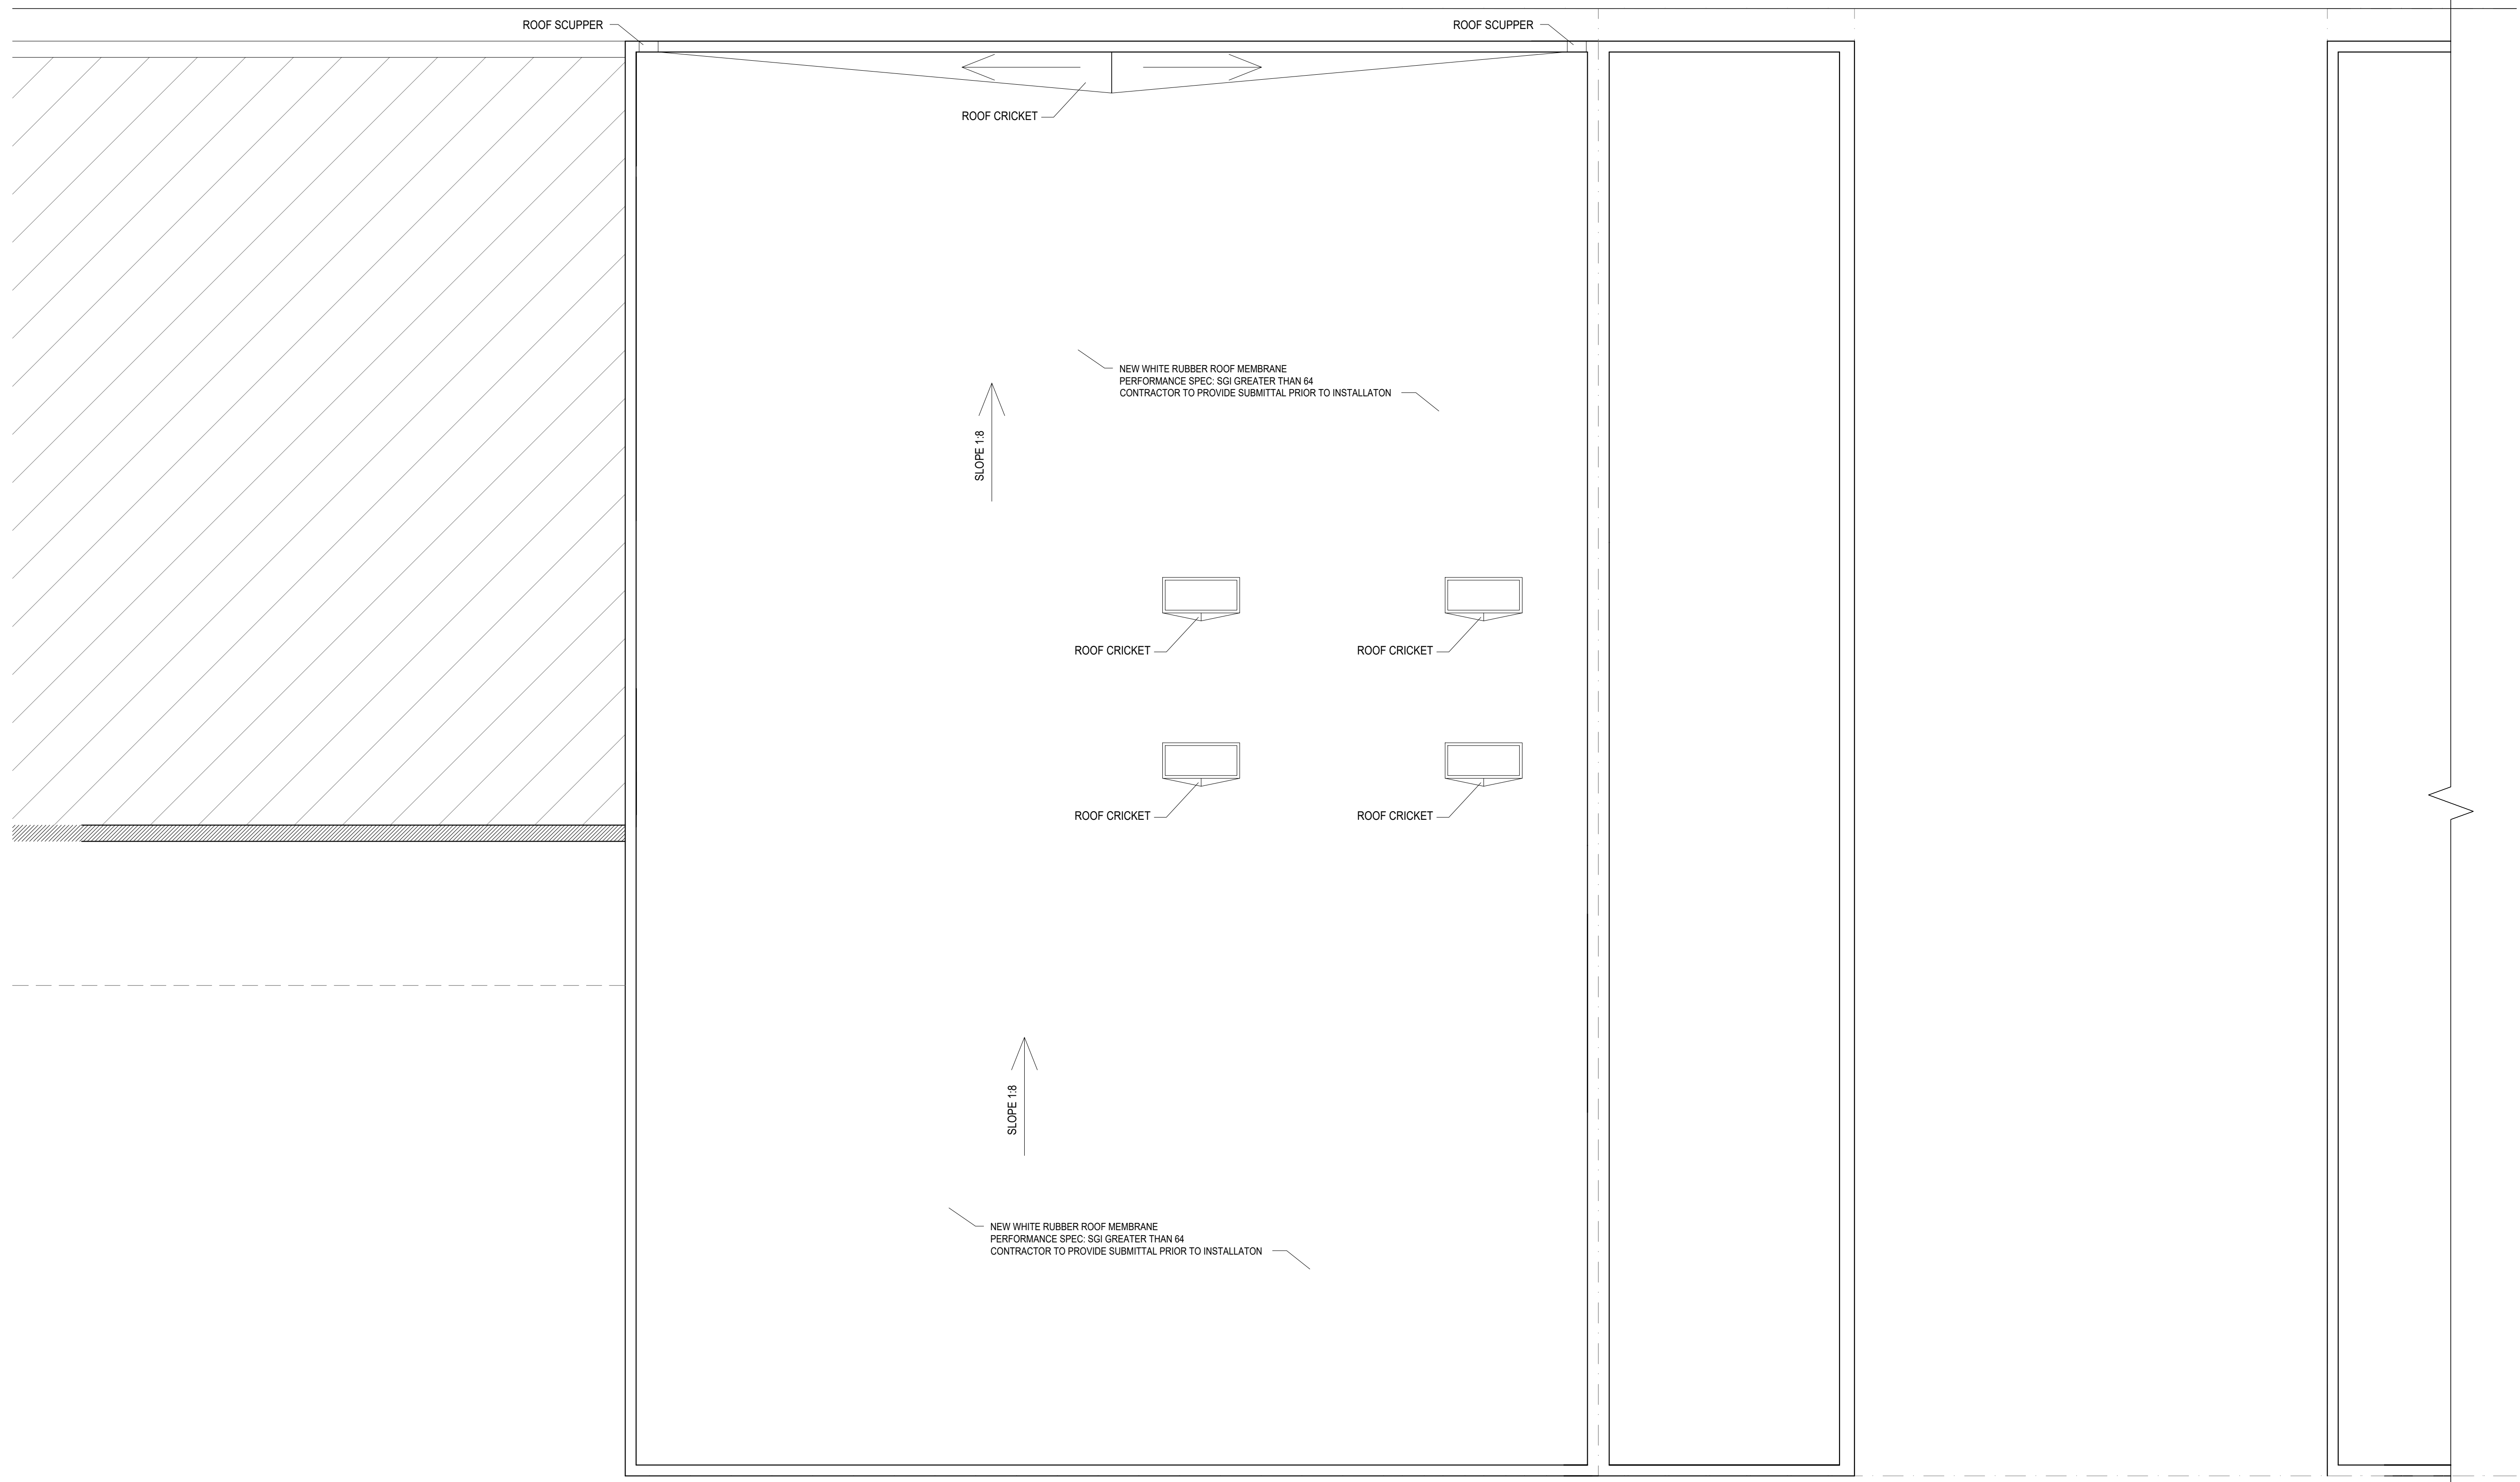 ROOF SCUPPER
ROOF SCUPPER
ROOF CRICKET
NEW WHITE RUBBER ROOF MEMBRANE
PERFORMANCE SPEC: SGI GREATER THAN 64
CONTRACTOR TO PROVIDE SUBMITTAL PRIOR TO INSTALLATON
SLOPE 1:8
ROOF CRICKET
ROOF CRICKET
ROOF CRICKET
ROOF CRICKET
SLOPE 1:8
NEW WHITE RUBBER ROOF MEMBRANE
PERFORMANCE SPEC: SGI GREATER THAN 64
CONTRACTOR TO PROVIDE SUBMITTAL PRIOR TO INSTALLATON